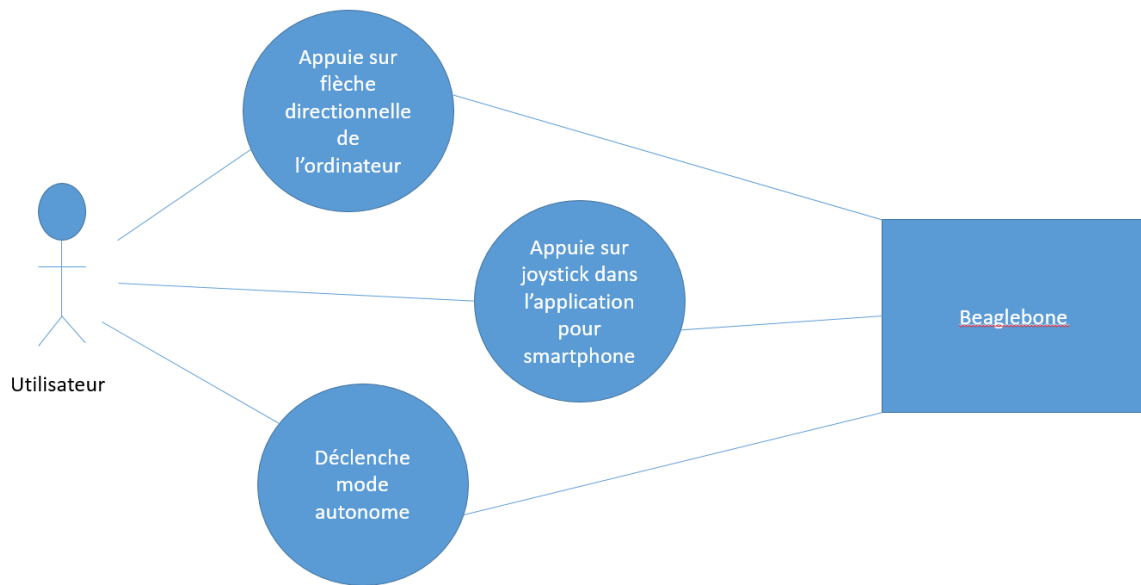 Appuie sur
flèche
directionnelle
de
l’ordinateur
Appuie sur
joystick dans
l’application
pour
smartphone
Beaglebone
Utilisateur
Déclenche
mode
autonome